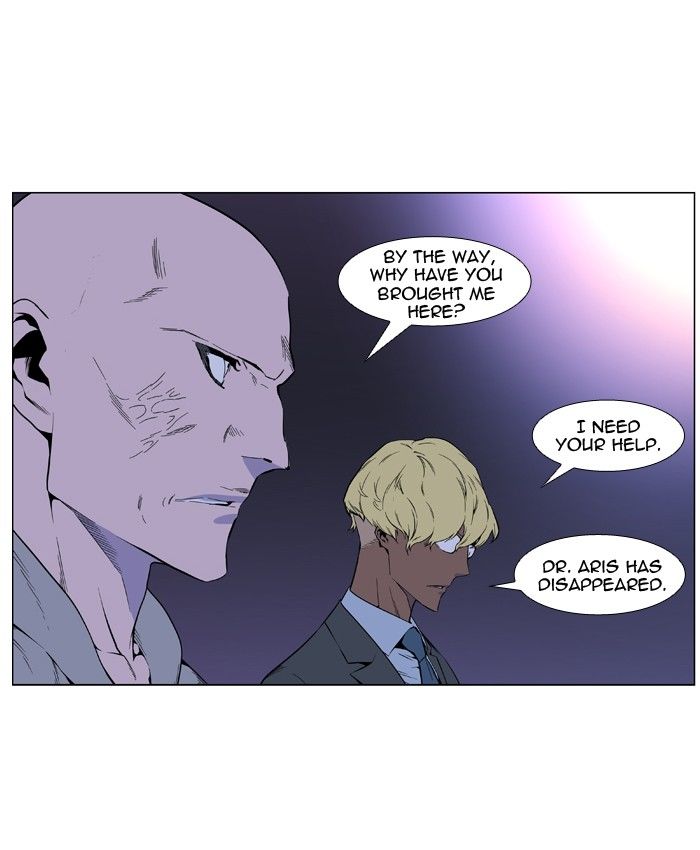 BY THE WAY,
WHY HAVE YOU
BROUGHT ME
HERE?
I NEED
YOUR HELP.
DR. ARIS HAS
DISAPPEARED.